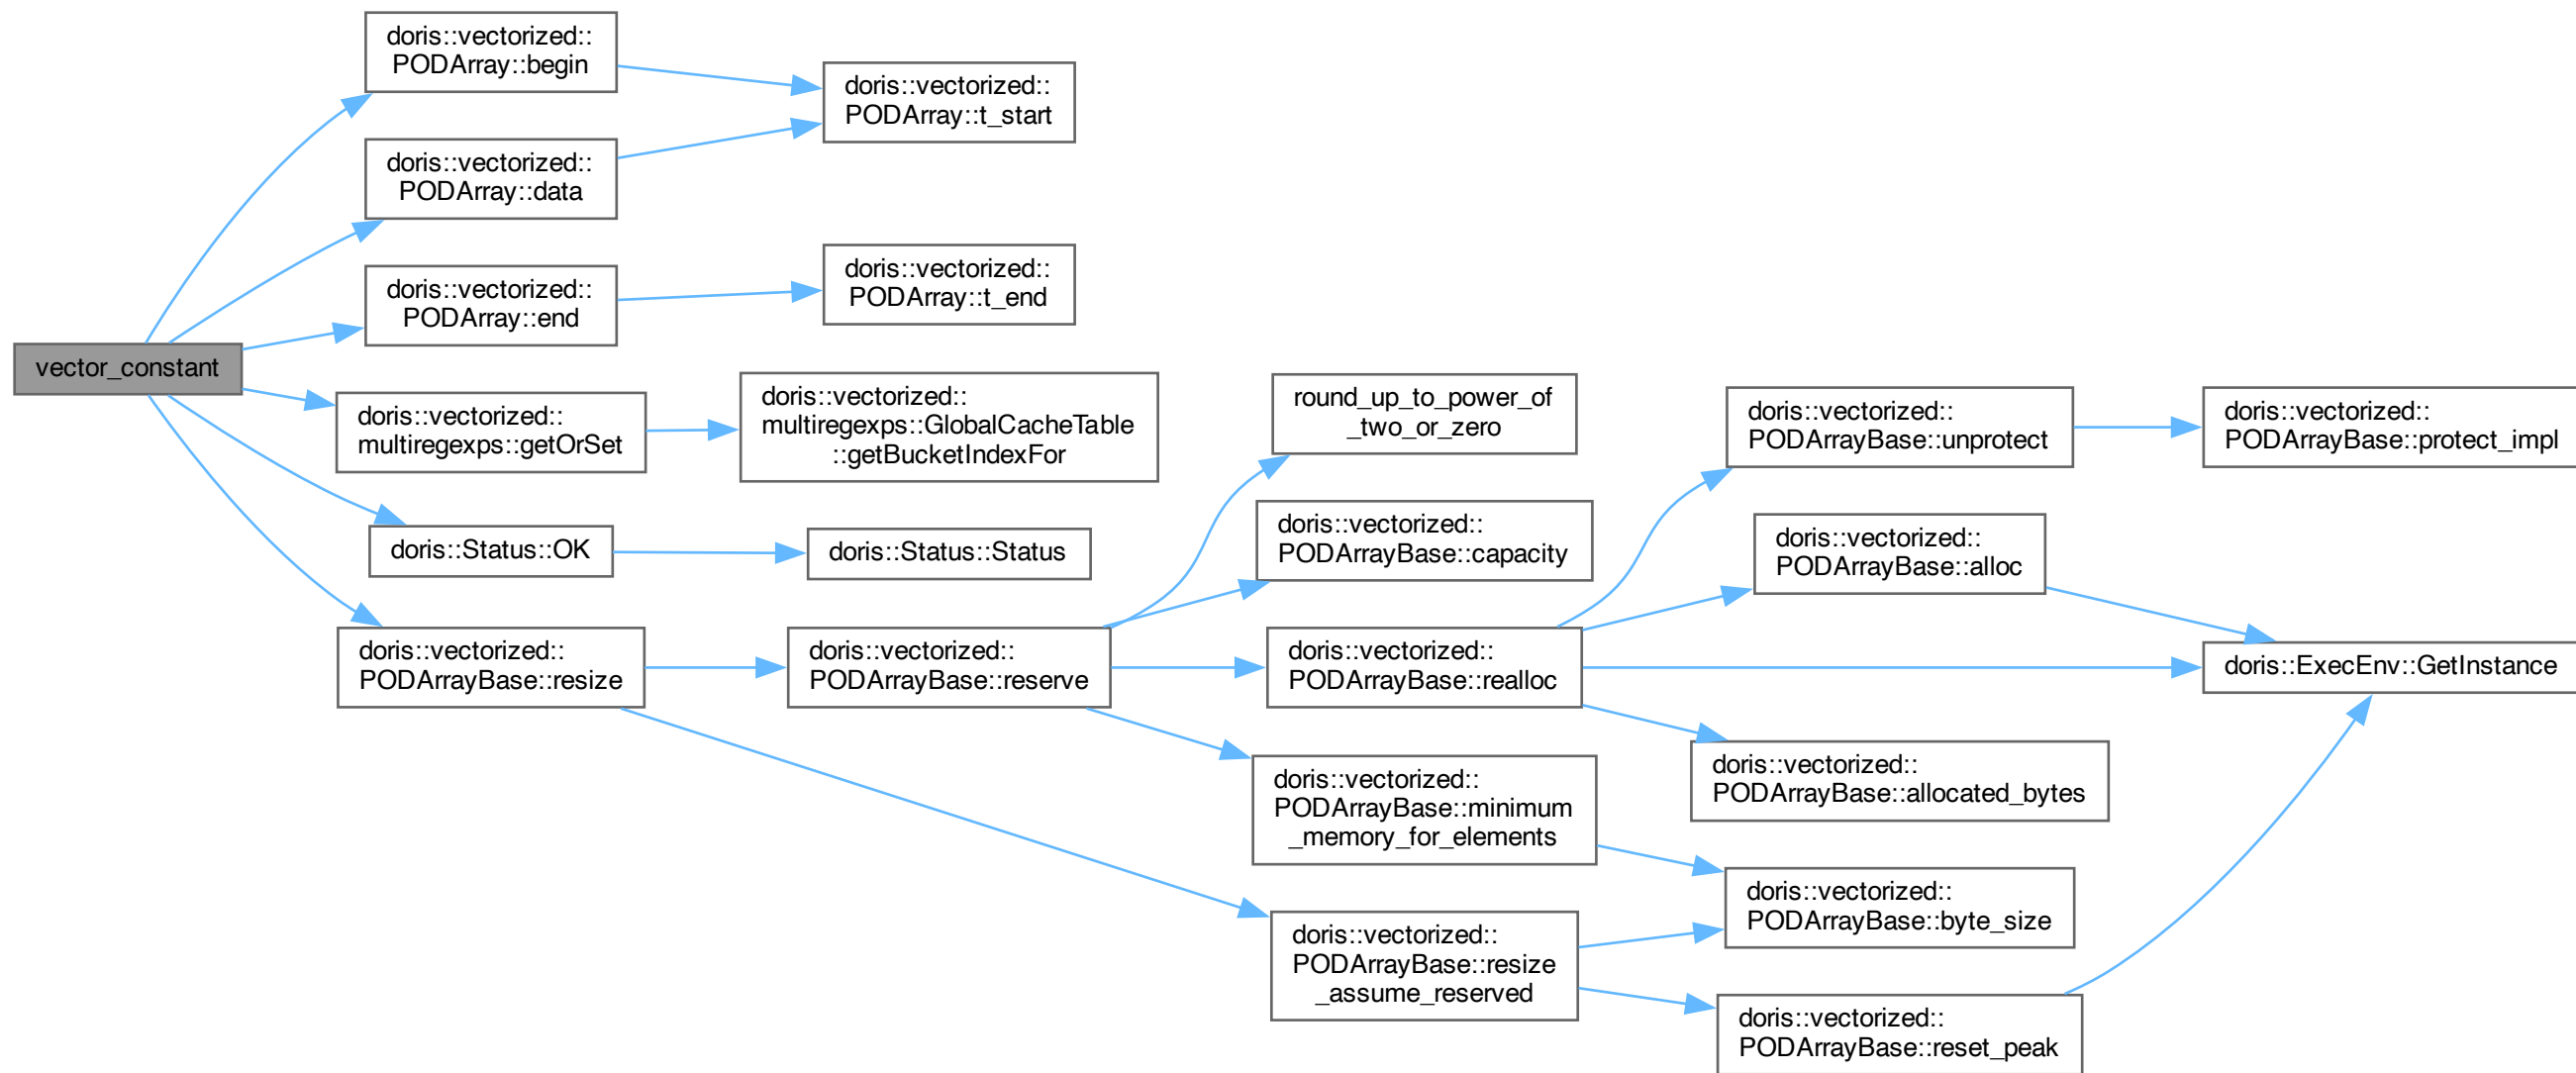 vector_constant
doris::vectorized::
PODArray::begin
doris::vectorized::
PODArray::data
doris::vectorized::
PODArray::end
doris::vectorized::
multiregexps::getOrSet
doris::Status::OK
doris::vectorized::
PODArrayBase::resize
doris::vectorized::
PODArray::t_start
doris::vectorized::
PODArray::t_end
doris::vectorized::
multiregexps::GlobalCacheTable
::getBucketIndexFor
doris::Status::Status
doris::vectorized::
PODArrayBase::reserve
round_up_to_power_of
_two_or_zero
doris::vectorized::
PODArrayBase::capacity
doris::vectorized::
PODArrayBase::realloc
doris::vectorized::
PODArrayBase::minimum
_memory_for_elements
doris::vectorized::
PODArrayBase::resize
_assume_reserved
doris::vectorized::
PODArrayBase::unprotect
doris::vectorized::
PODArrayBase::alloc
doris::vectorized::
PODArrayBase::allocated_bytes
doris::vectorized::
PODArrayBase::byte_size
doris::vectorized::
PODArrayBase::reset_peak
doris::vectorized::
PODArrayBase::protect_impl
doris::ExecEnv::GetInstance